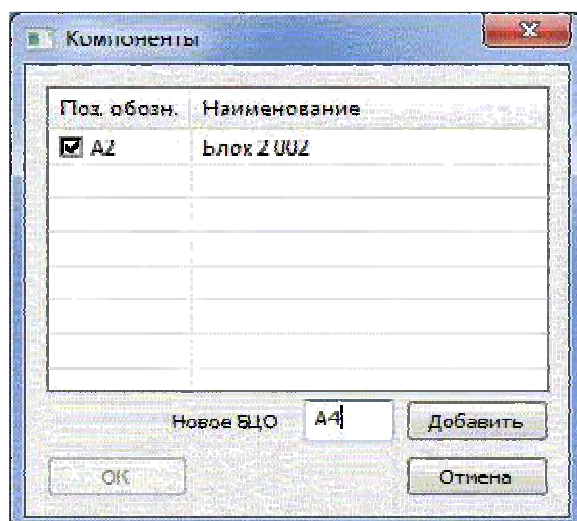 Компоненты
Поз. обозн. Наименование
А2 Блок 2 002
Новое БЦО А4 Добавить
ОК Отмена